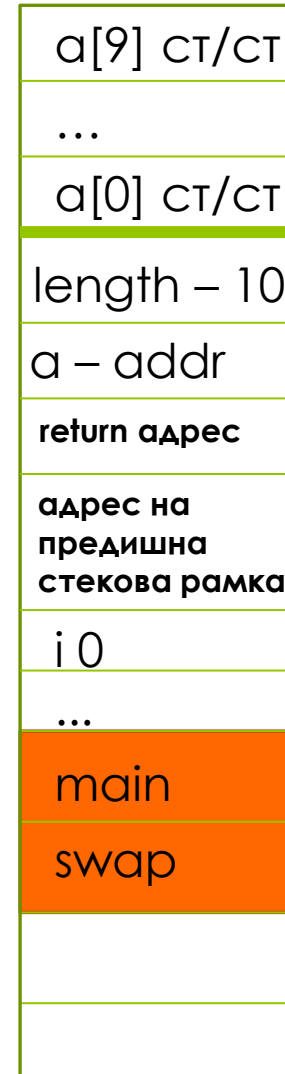 a[9] ст/ст
…
a[0] ст/ст
length – 10
a – addr
return адрес
адрес на
предишна
стекова рамка
i 0
...
main
swap